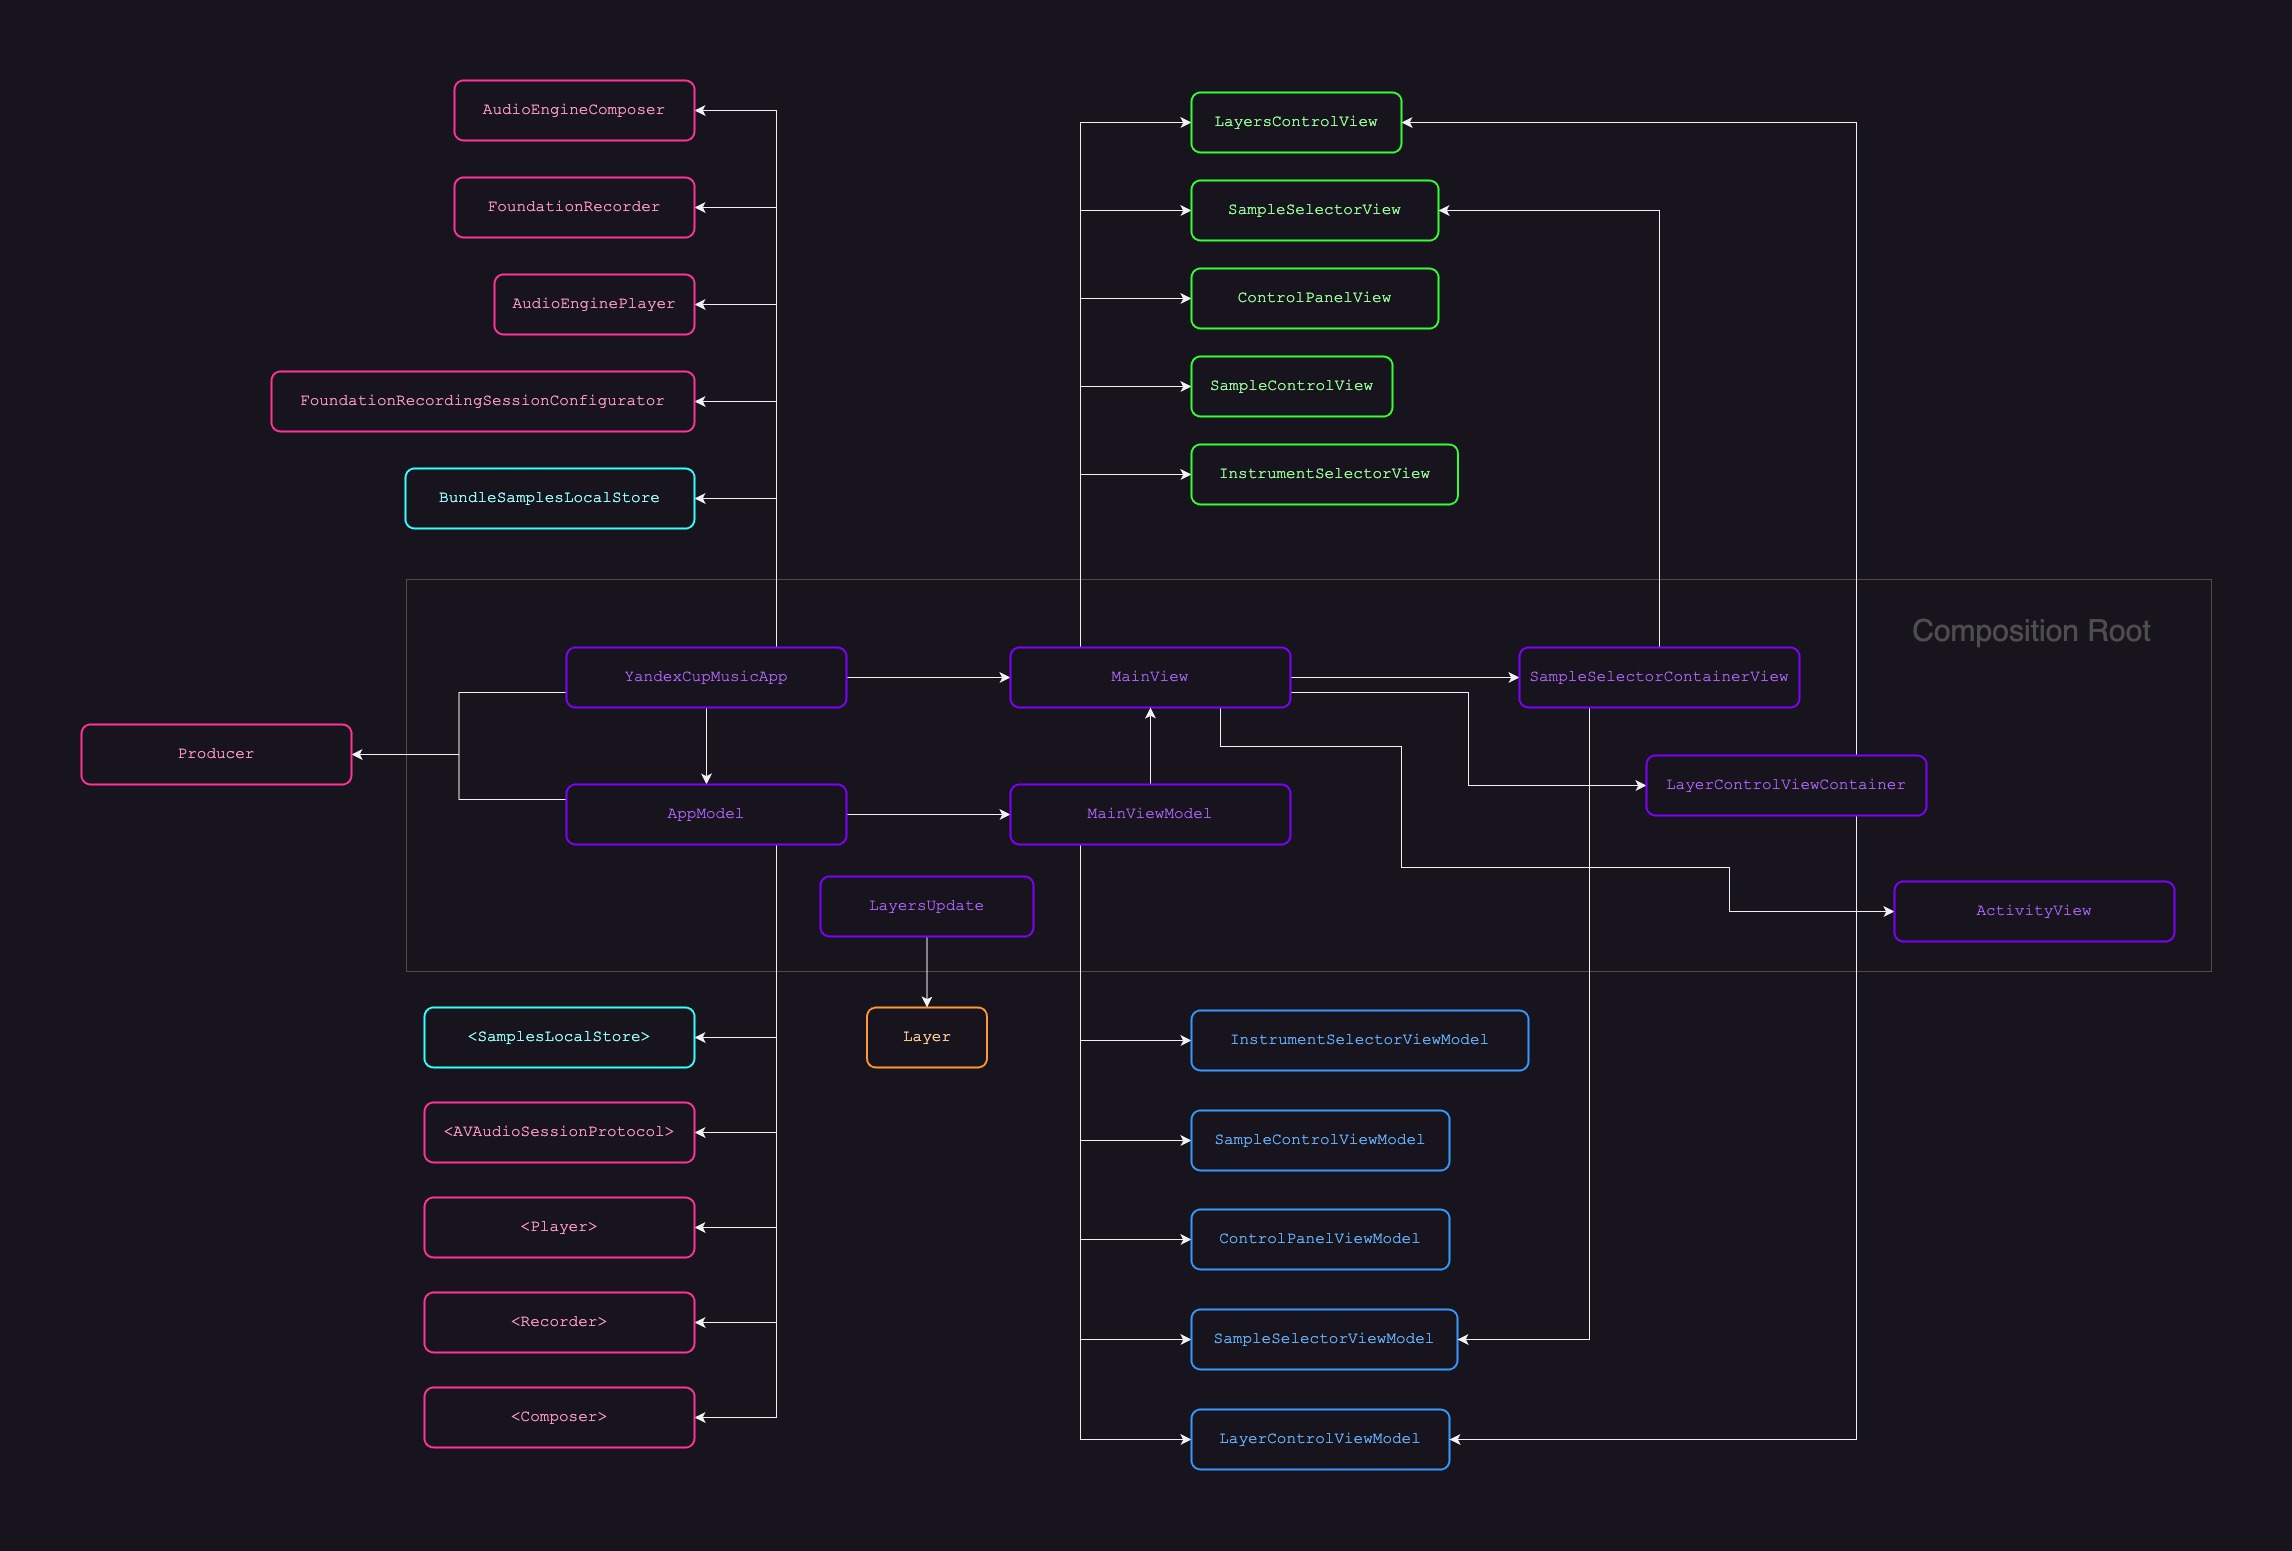 AudioEngineComposer
FoundationRecorder
AudioEnginePlayer
FoundationRecordingSessionConfigurator
BundleSamplesLocalStore
LayersControlView
SampleSelectorView
ControlPanelView
SampleControlView
InstrumentSelectorView
Composition Root
YandexCupMusicApp
MainView
SampleSelectorContainerView
Producer
LayerControlViewContainer
AppModel
MainViewModel
LayersUpdate
ActivityView
<SamplesLocalStore>
Layer
InstrumentSelectorViewModel
<AVAudioSessionProtocol>
SampleControlViewModel
<Player>
ControlPanelViewModel
<Recorder>
SampleSelectorViewModel
<Composer>
LayerControlViewModel